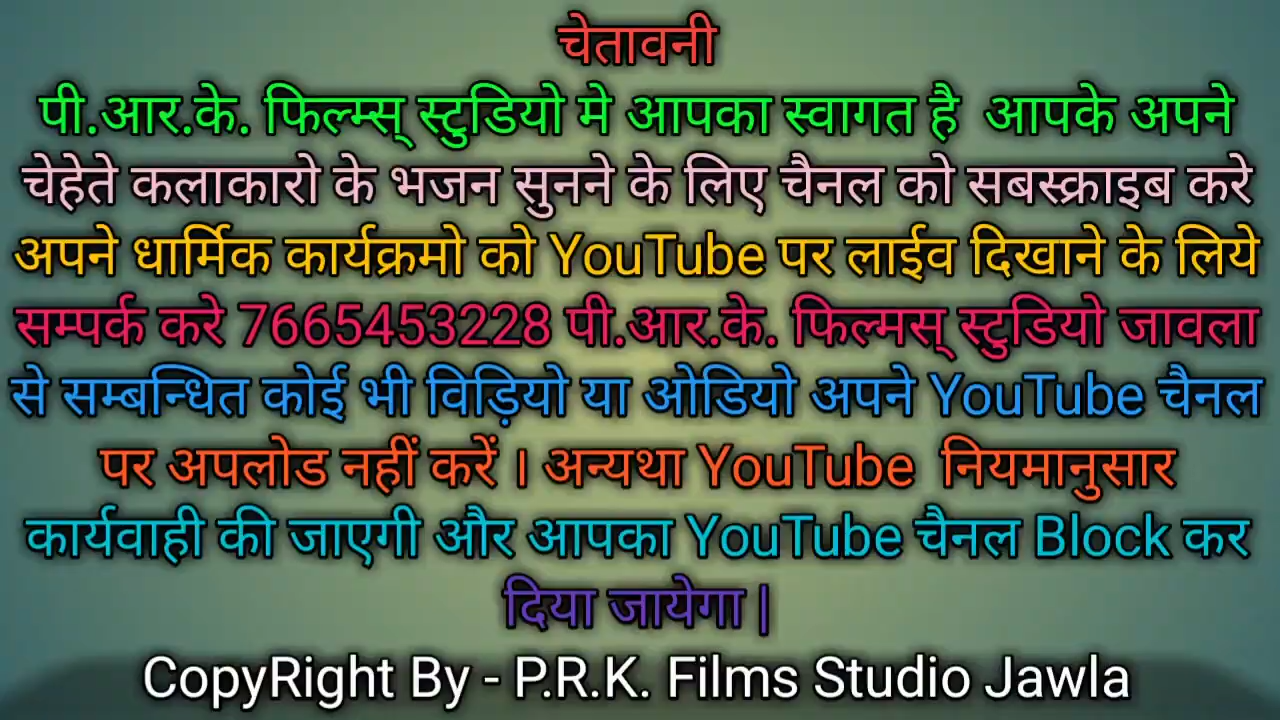 चेतावनी
पी.आर.के. फिल्म्स् स्टुडियो मे आपका स्वागत है आपके अपने
चेहेते कलाकारो के भजन सुनने के लिए चैनल को सबस्क्राइब करे
अपने धार्मिक कार्यक्रमो को YouTube पर लाईव दिखाने के लिये
सम्पर्क करे 7665453228 पी.आर.के. फिल्मस् स्टुडियो जावला
से सम्बन्धित कोई भी विड़ियो या ओडियो अपने YouTube चैनल
पर अपलोड नहीं करें । अन्यथा YouTube नियमानुसार
कार्यवाही की जाएगी और आपका YouTube चैनल Block कर
दिया जायेगा |
CopyRight By - P.R.K. Films Studio Jawla